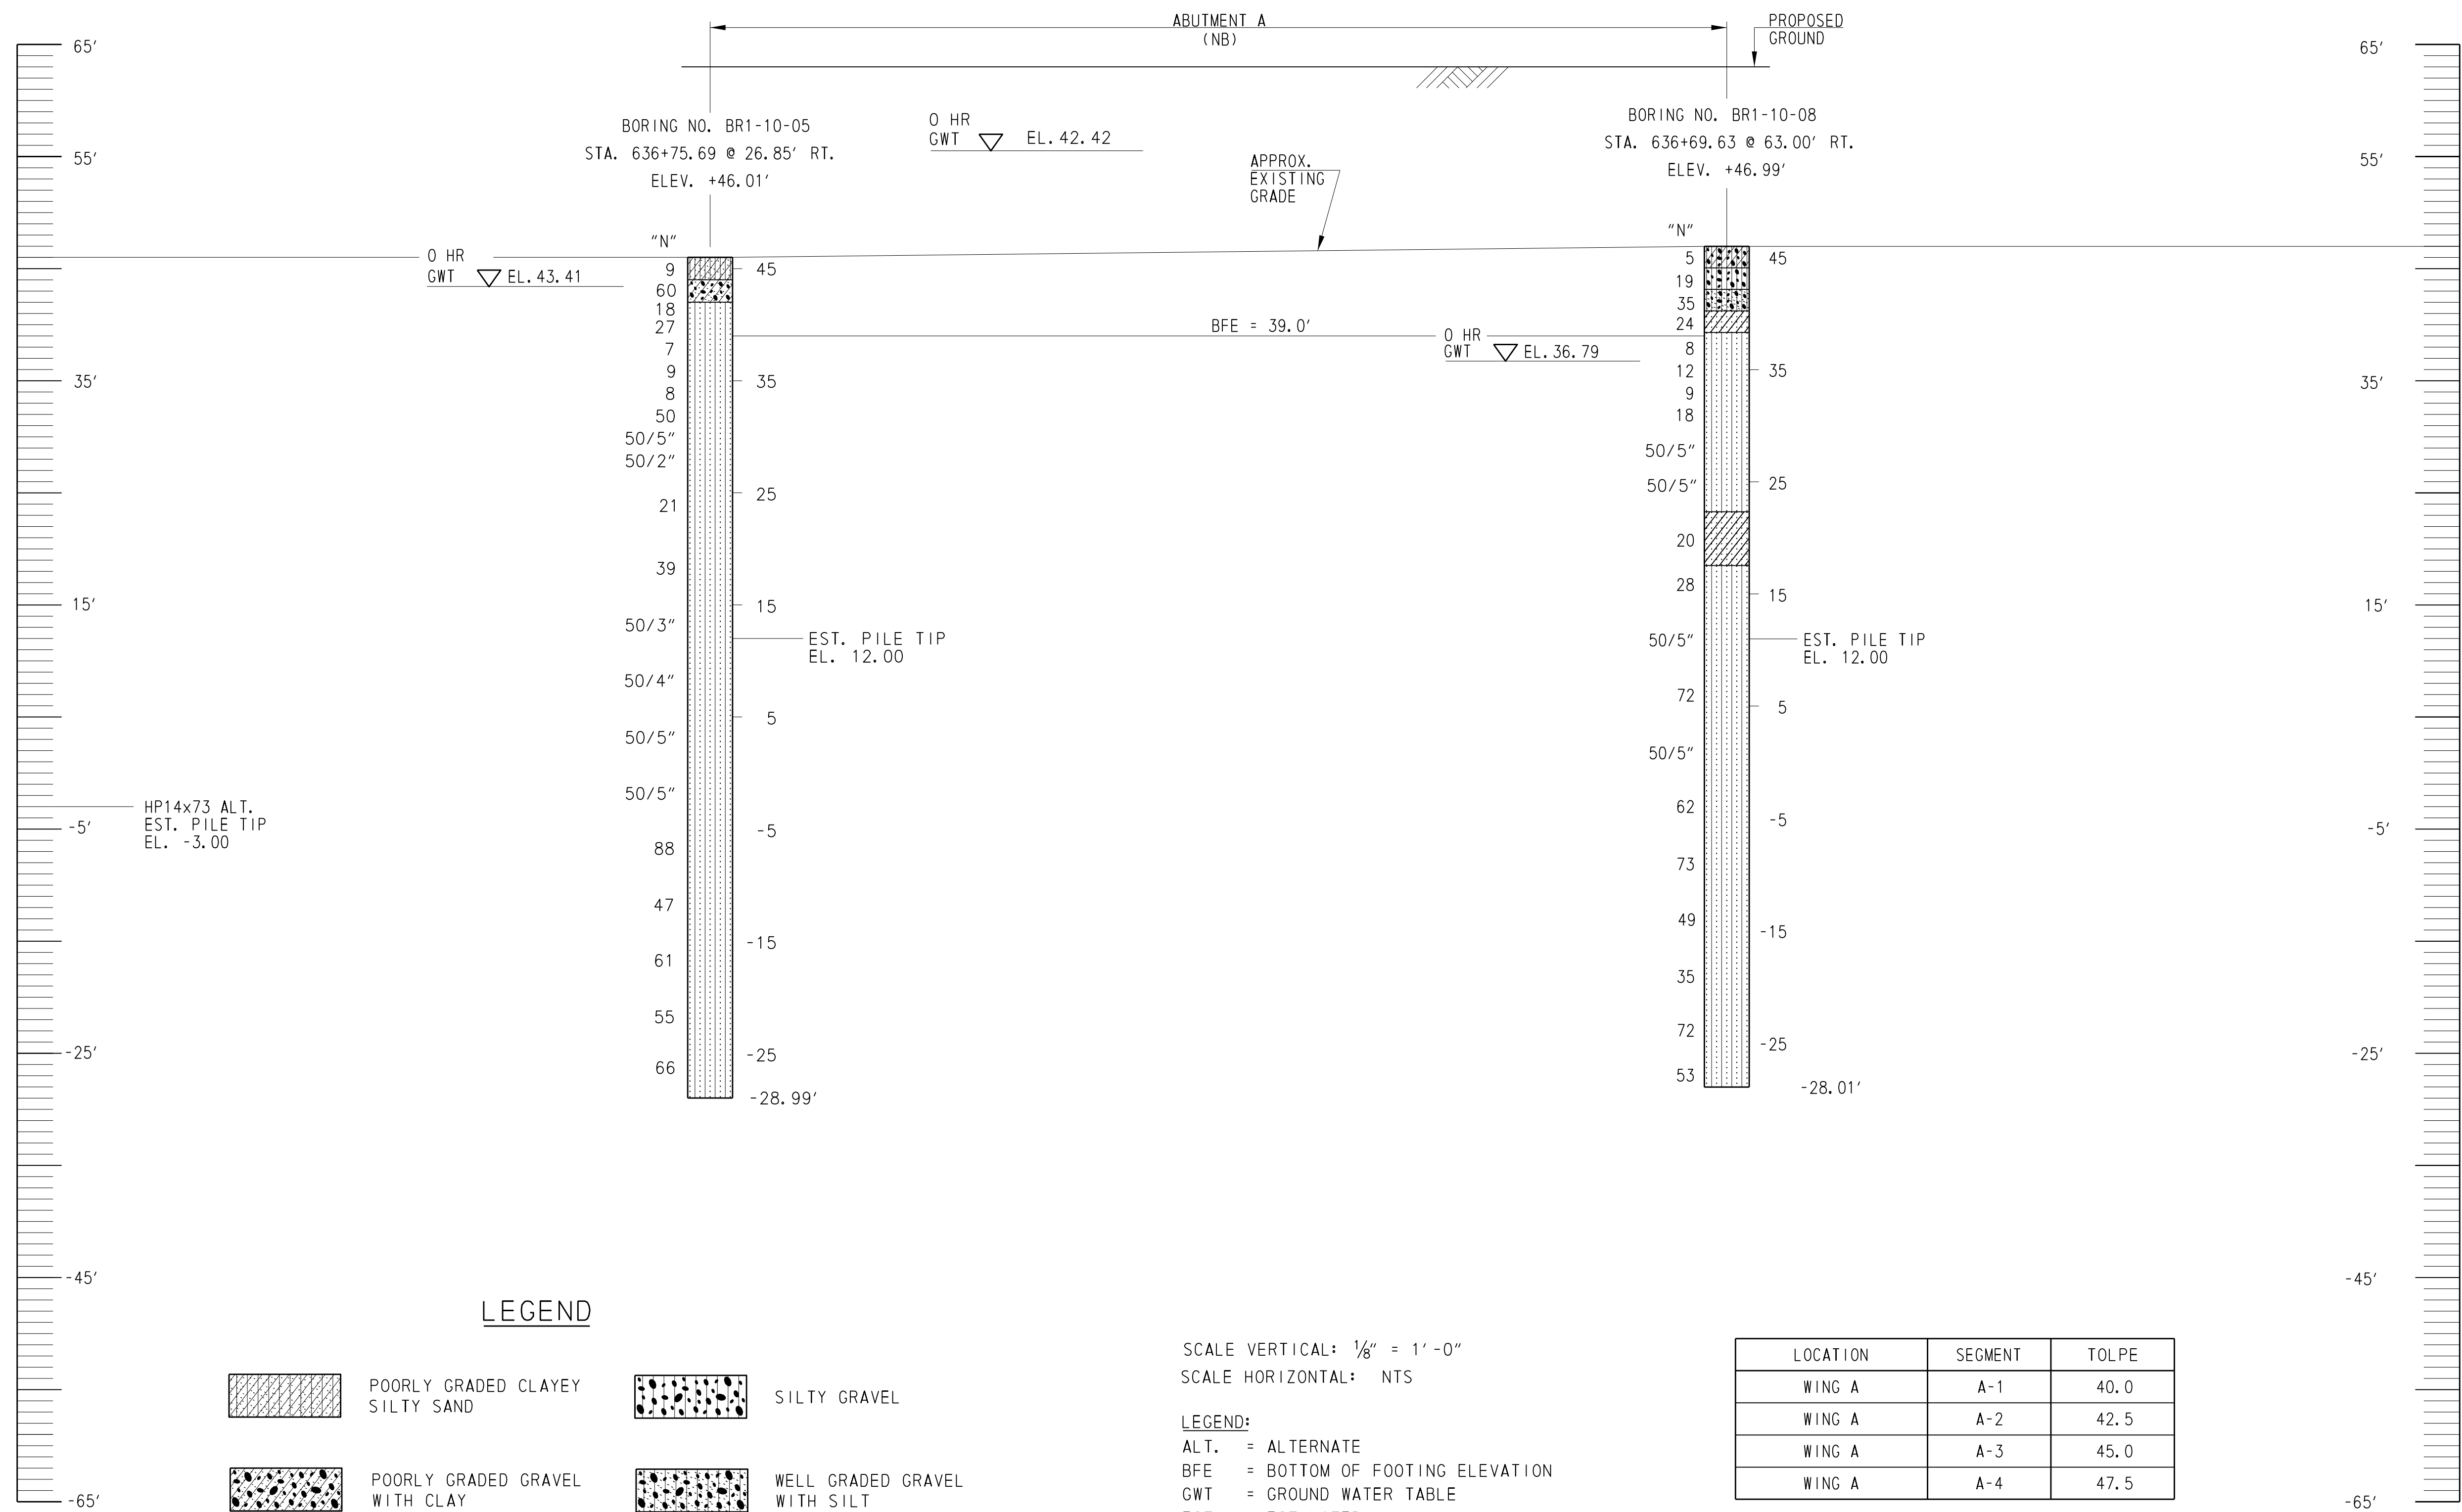 ABUTMENT A
(NB)
PROPOSED
GROUND
65'
55'
35'
15'
-5'
-25'
-45'
-65'
65'
55'
35'
15'
-5'
-25'
-45'
-65'
BORING NO. BR1-10-05
STA. 636+75.69 @ 26.85' RT.
ELEV. +46.01'
0 HR
GWT EL. 42.42
APPROX.
EXISTING
GRADE
BORING NO. BR1-10-08
STA. 636+69.63 @ 63.00' RT.
ELEV. +46.99'
0 HR
GWT EL. 43.41
"N"
9
60
18
27
7
9
8
50
50/5"
50/2"
21
39
50/3"
50/4"
50/5"
50/5"
88
47
61
55
66
45
35
25
15
5
-5
-15
-25
-28.99'
EST. PILE TIP
EL. 12.00
BFE = 39.0'
0 HR
GWT EL. 36.79
"N"
5
19
35
24
8
12
9
18
50/5"
50/5"
20
28
50/5"
72
50/5"
62
73
49
35
72
53
45
35
25
15
5
-5
-15
-25
-28.01'
EST. PILE TIP
EL. 12.00
HP14x73 ALT.
EST. PILE TIP
EL. -3.00
LEGEND
POORLY GRADED CLAYEY
SILTY SAND
SILTY GRAVEL
POORLY GRADED GRAVEL
WITH CLAY
WELL GRADED GRAVEL
WITH SILT
SCALE VERTICAL: 1/8" = 1'-0"
SCALE HORIZONTAL: NTS
LEGEND:
ALT. = ALTERNATE
BFE = BOTTOM OF FOOTING ELEVATION
GWT = GROUND WATER TABLE
LOCATION SEGMENT TOLPE
WING A A-1 40.0
WING A A-2 42.5
WING A A-3 45.0
WING A A-4 47.5